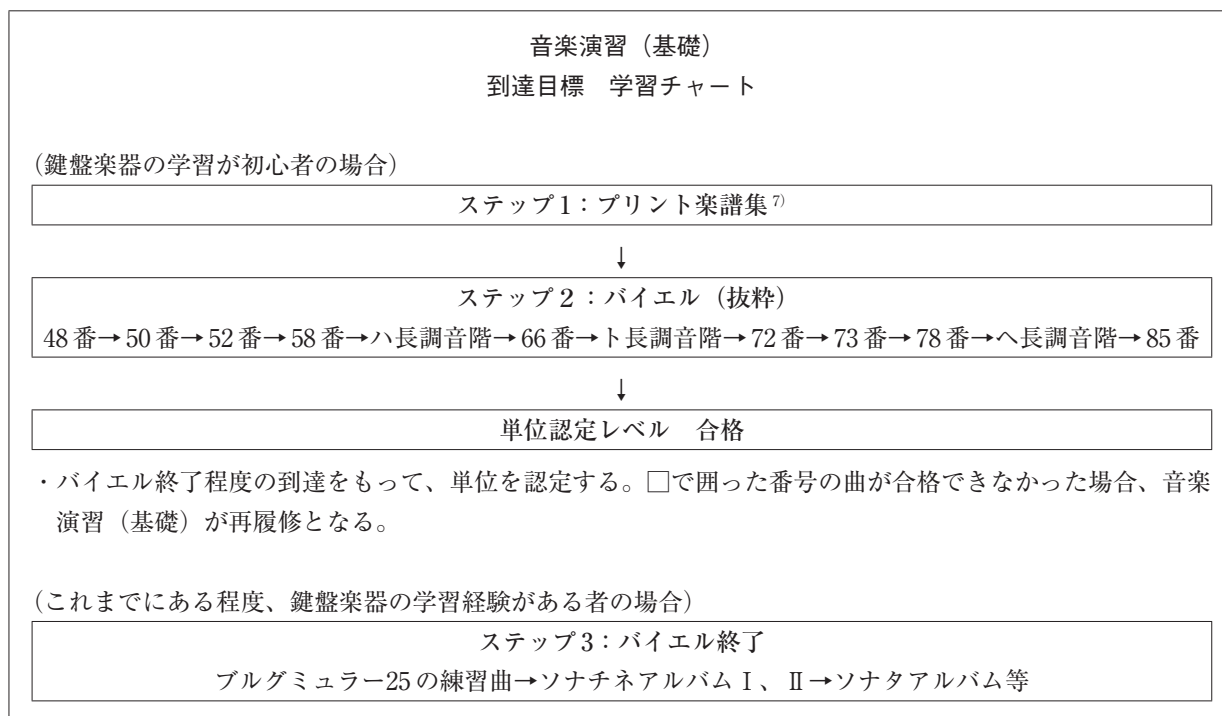 音楽演習（基礎）
到達目標　学習チャート
（鍵盤楽器の学習が初心者の場合）
ステップ1：プリント楽譜集7)
↓
ステップ2：バイエル（抜粋）
48番→50番→52番→58番→ハ長調音階→66番→ト長調音階→72番→73番→78番→ヘ長調音階→85番
↓
単位認定レベル　合格
・バイエル終了程度の到達をもって、単位を認定する。□で囲った番号の曲が合格できなかった場合、音楽
演習（基礎）が再履修となる。
（これまでにある程度、鍵盤楽器の学習経験がある者の場合）
ステップ3：バイエル終了
ブルグミュラー25の練習曲→ソナチネアルバムⅠ、Ⅱ→ソナタアルバム等